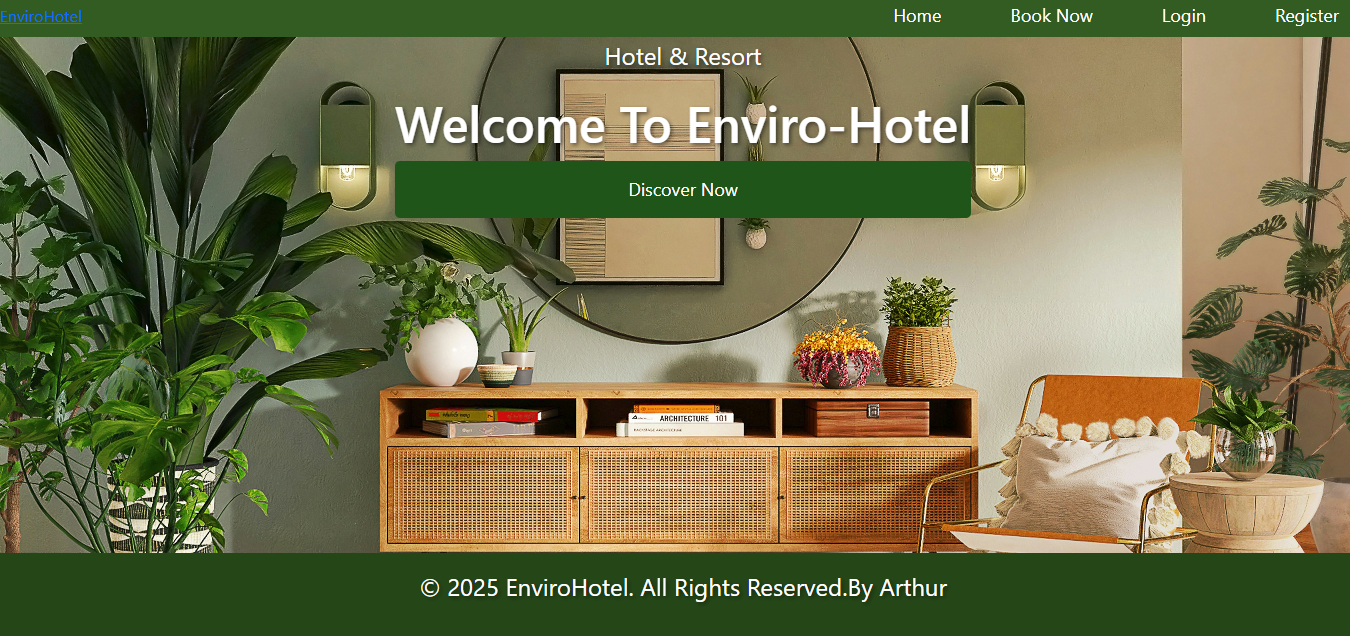 EnviroHotel
Home
Book Now
Login
Register
Hotel & Resort
Welcome To Enviro-Hotel
Discover Now
ARCHITECTURE 101
© 2025 EnviroHotel. All Rights Reserved.By Arthur